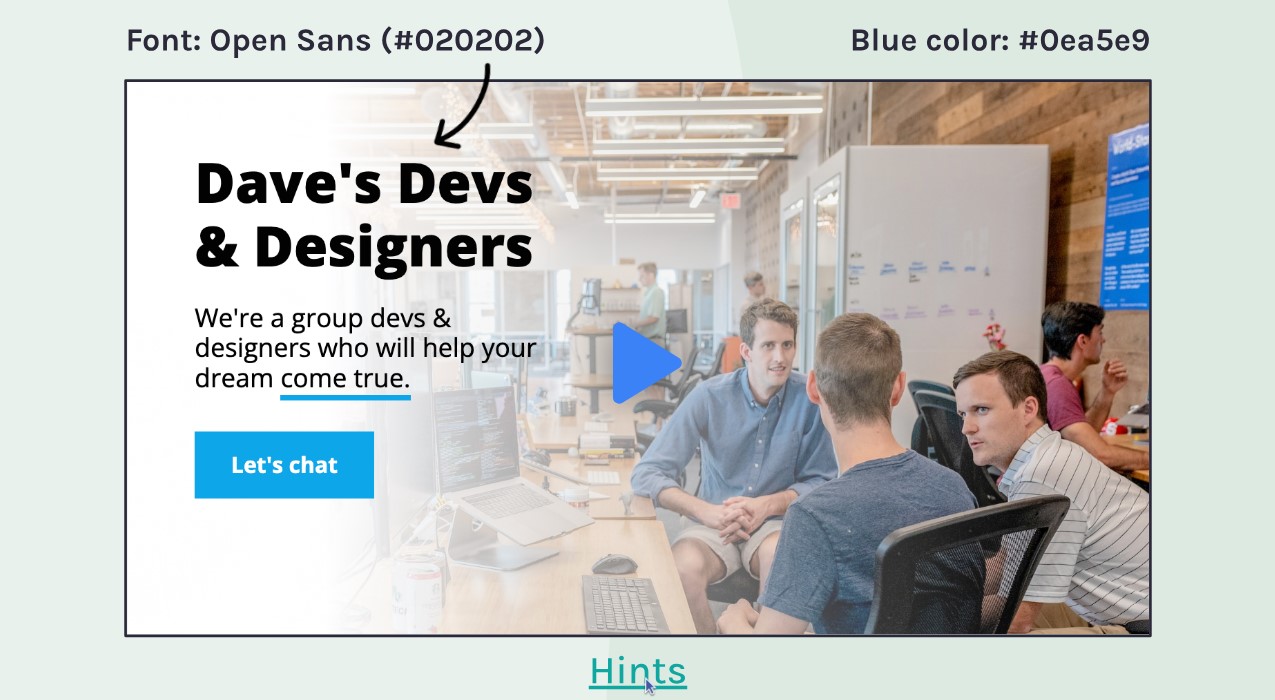 Font: Open Sans (#020202)
Blue color: #0ea5e9
Dave's Devs
& Designers
We're a group devs &
designers who will help your
dream come true.
Let's chat
Hints